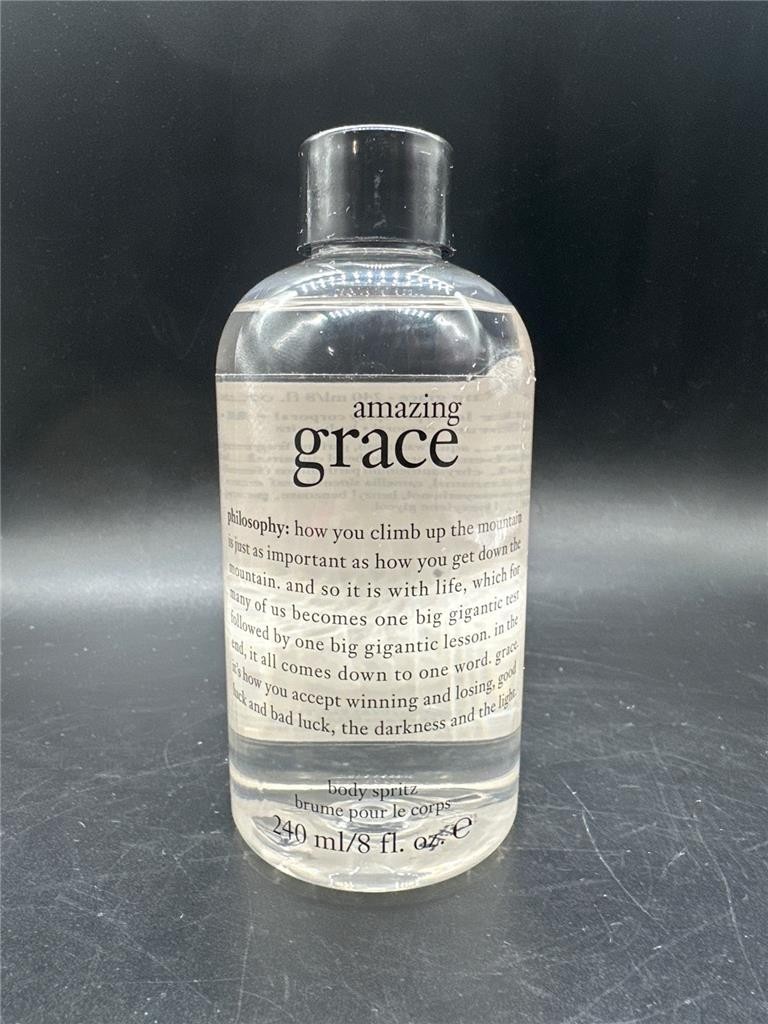 amazing
grace
philosophy: how you climb up the mountain
is just as important as how you get down the
mountain. and so it is with life, which for
many of us becomes one big gigantic test
followed by one big gigantic lesson. in the
end, it all comes down to one word. grace.
it's how you accept winning and losing, good
luck and bad luck, the darkness and the light.
body spritz
brume pour le corps
240 ml/8 fl. oz. ℮